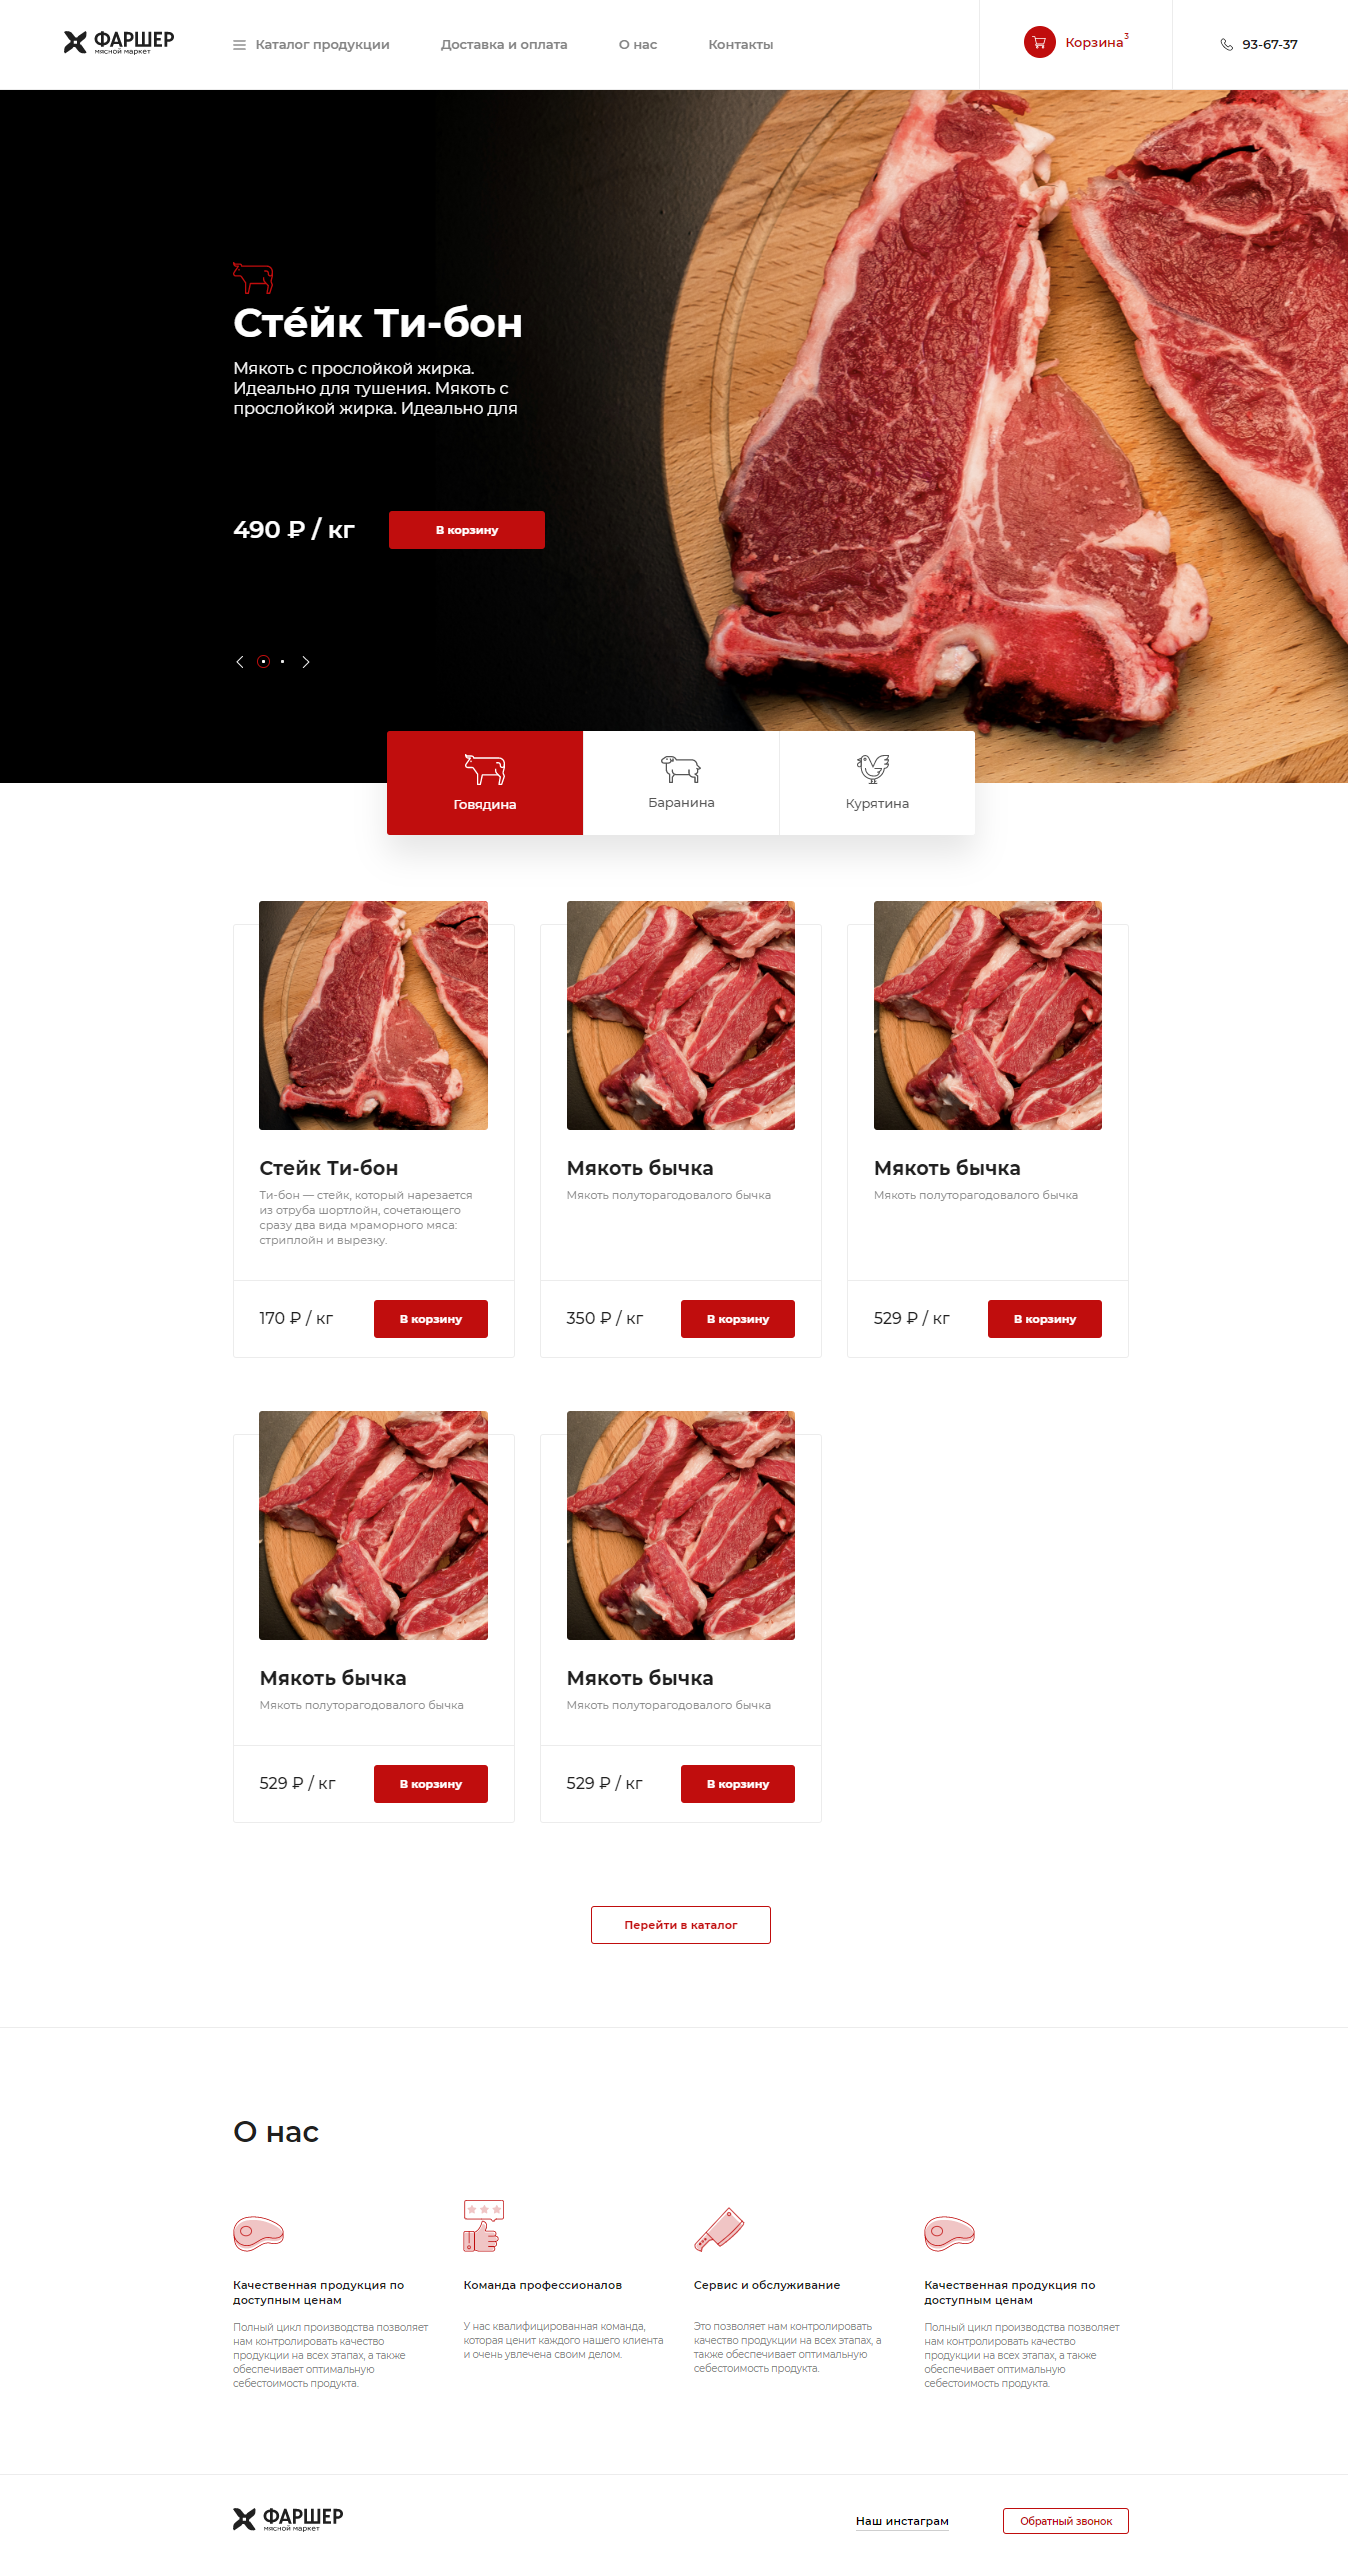 ФАРШЕР
мясной маркет
Каталог продукции
Доставка и оплата
О нас
Контакты
Корзина 3
93-67-37
Сте́йк Ти-бон
Мякоть с прослойкой жирка.
Идеально для тушения. Мякоть с
прослойкой жирка. Идеально для
490 ₽ / кг
В корзину
Говядина
Баранина
Курятина
Стейк Ти-бон
Ти-бон — стейк, который нарезается
из отруба шортлойн, сочетающего
сразу два вида мраморного мяса:
стриплойн и вырезку.
170 ₽ / кг
В корзину
Мякоть бычка
Мякоть полуторагодовалого бычка
350 ₽ / кг
В корзину
Мякоть бычка
Мякоть полуторагодовалого бычка
529 ₽ / кг
В корзину
Мякоть бычка
Мякоть полуторагодовалого бычка
529 ₽ / кг
В корзину
Мякоть бычка
Мякоть полуторагодовалого бычка
529 ₽ / кг
В корзину
Перейти в каталог
О нас
Качественная продукция по
доступным ценам
Полный цикл производства позволяет
нам контролировать качество
продукции на всех этапах, а также
обеспечивает оптимальную
себестоимость продукта.
Команда профессионалов
У нас квалифицированная команда,
которая ценит каждого нашего клиента
и очень увлечена своим делом.
Сервис и обслуживание
Это позволяет нам контролировать
качество продукции на всех этапах, а
также обеспечивает оптимальную
себестоимость продукта.
Качественная продукция по
доступным ценам
Полный цикл производства позволяет
нам контролировать качество
продукции на всех этапах, а также
обеспечивает оптимальную
себестоимость продукта.
ФАРШЕР
мясной маркет
Наш инстаграм
Обратный звонок